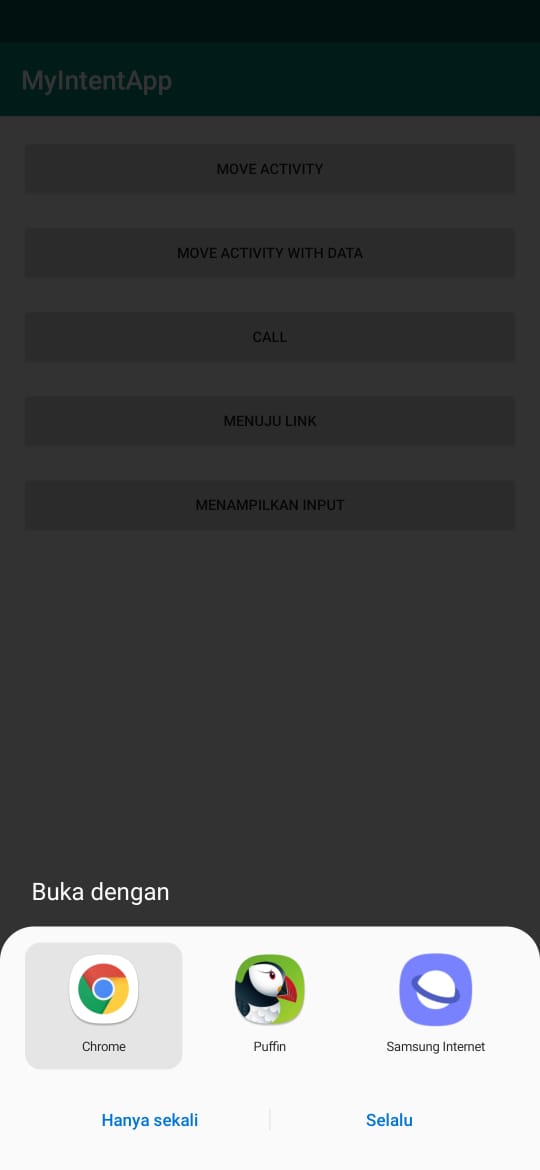 MyIntentApp
MOVE ACTIVITY
MOVE ACTIVITY WITH DATA
CALL
MENUJU LINK
MENAMPILKAN INPUT
Buka dengan
Chrome
Puffin
Samsung Internet
Hanya sekali
Selalu